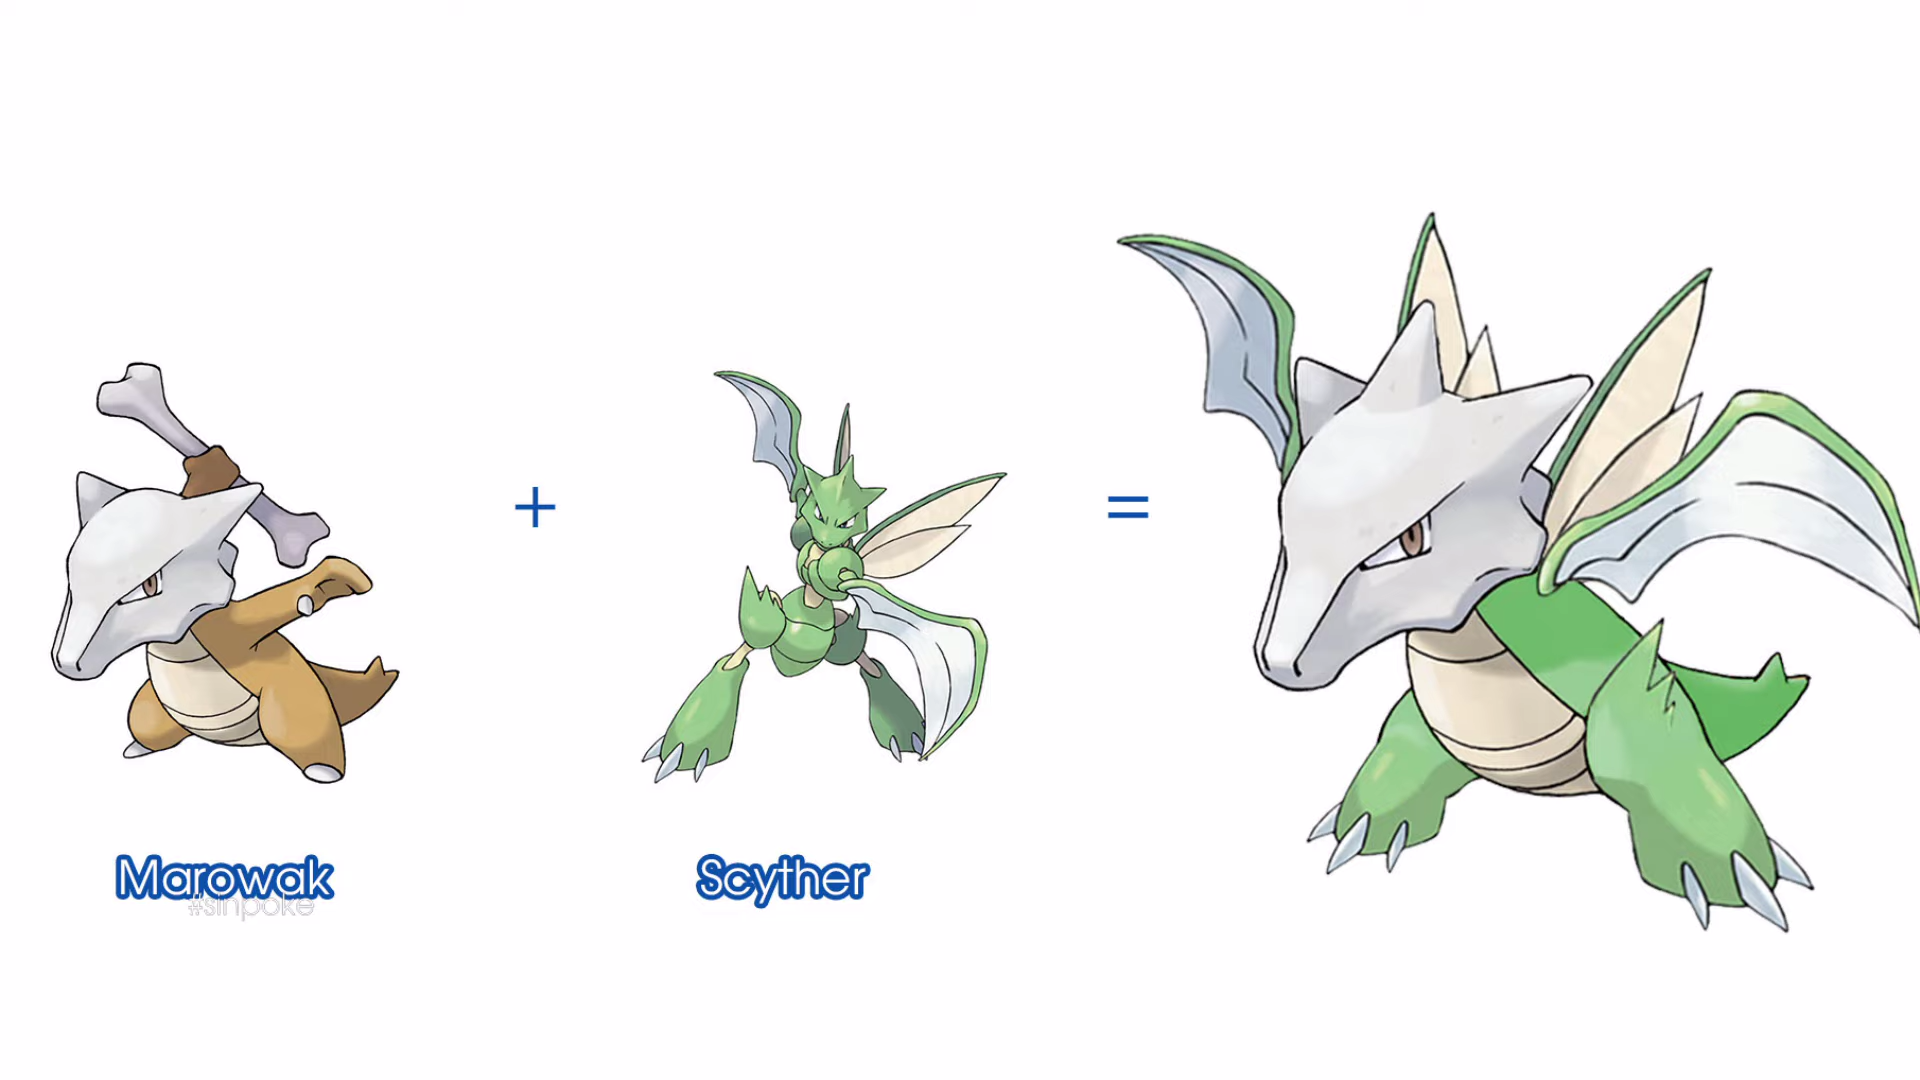 +
=
Marowak
Scyther
#sinpoke